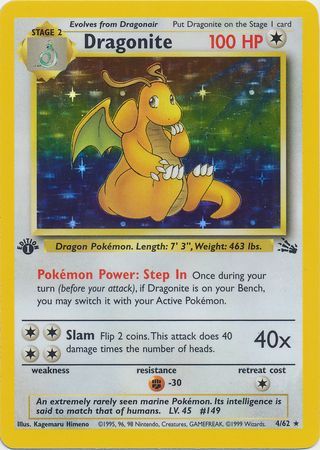 STAGE 2
Evolves from Dragonair Put Dragonite on the Stage 1 card
Dragonite 100 HP
EDITION
1
Dragon Pokémon. Length: 7' 3", Weight: 463 lbs.
Pokémon Power: Step In Once during your
turn (before your attack), if Dragonite is on your Bench,
you may switch it with your Active Pokémon.
Slam Flip 2 coins. This attack does 40
damage times the number of heads.
40x
weakness resistance retreat cost
-30
An extremely rarely seen marine Pokémon. Its intelligence is
said to match that of humans. LV. 45 #149
Illus. Kagemaru Himeno ©1995, 96, 98 Nintendo, Creatures, GAMEFREAK. ©1999 Wizards. 4/62